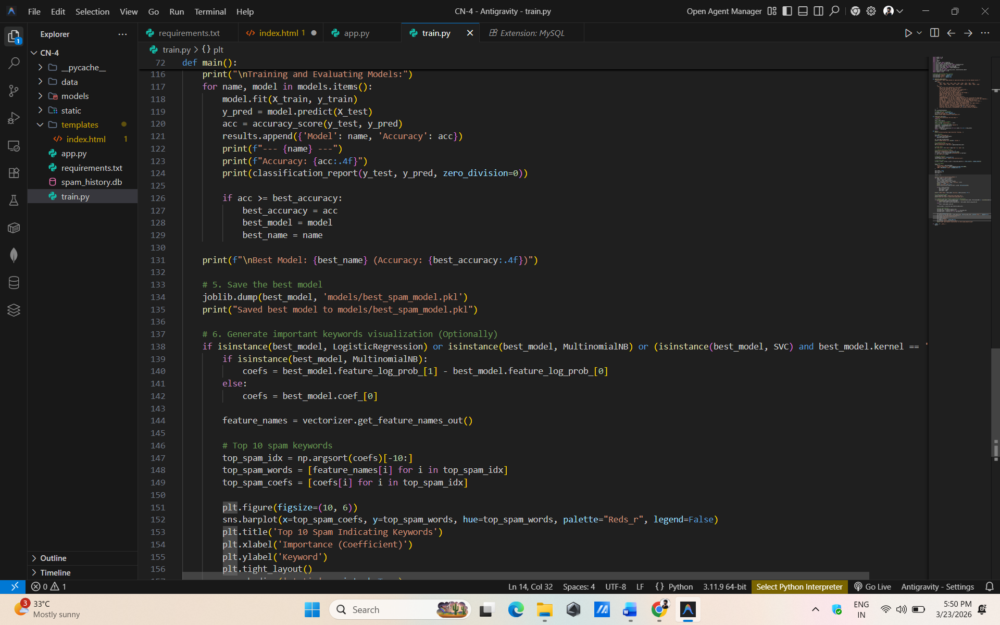 File Edit Selection View Go Run Terminal Help
CN-4 - Antigravity - train.py
Open Agent Manager
Explorer
requirements.txt
index.html 1
app.py
train.py
Extension: MySQL
train.py > {} plt
CN-4
__pycache__
data
models
static
templates
index.html 1
app.py
requirements.txt
spam_history.db
train.py
Outline
Timeline
72 def main():
116 print("\nTraining and Evaluating Models:")
117 for name, model in models.items():
118 model.fit(X_train, y_train)
119 y_pred = model.predict(X_test)
120 acc = accuracy_score(y_test, y_pred)
121 results.append({'Model': name, 'Accuracy': acc})
122 print(f"--- {name} ---")
123 print(f"Accuracy: {acc:.4f}")
124 print(classification_report(y_test, y_pred, zero_division=0))
125
126 if acc >= best_accuracy:
127 best_accuracy = acc
128 best_model = model
129 best_name = name
130
131 print(f"\nBest Model: {best_name} (Accuracy: {best_accuracy:.4f})")
132
133 # 5. Save the best model
134 joblib.dump(best_model, 'models/best_spam_model.pkl')
135 print("Saved best model to models/best_spam_model.pkl")
136
137 # 6. Generate important keywords visualization (Optionally)
138 if isinstance(best_model, LogisticRegression) or isinstance(best_model, MultinomialNB) or (isinstance(best_model, SVC) and best_model.kernel == '
139 if isinstance(best_model, MultinomialNB):
140 coefs = best_model.feature_log_prob_[1] - best_model.feature_log_prob_[0]
141 else:
142 coefs = best_model.coef_[0]
143
144 feature_names = vectorizer.get_feature_names_out()
145
146 # Top 10 spam keywords
147 top_spam_idx = np.argsort(coefs)[-10:]
148 top_spam_words = [feature_names[i] for i in top_spam_idx]
149 top_spam_coefs = [coefs[i] for i in top_spam_idx]
150
151 plt.figure(figsize=(10, 6))
152 sns.barplot(x=top_spam_coefs, y=top_spam_words, hue=top_spam_words, palette="Reds_r", legend=False)
153 plt.title('Top 10 Spam Indicating Keywords')
154 plt.xlabel('Importance (Coefficient)')
155 plt.ylabel('Keyword')
156 plt.tight_layout()
0 1
Ln 14, Col 32 Spaces: 4 UTF-8 LF {} Python 3.11.9 64-bit Select Python Interpreter Go Live Antigravity - Settings
3
33°C
Mostly sunny
Search
ENG
IN
5:50 PM
3/23/2026